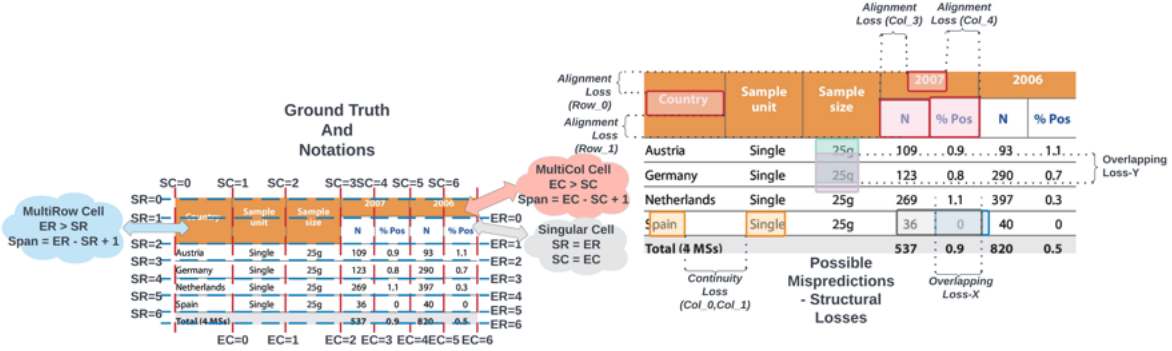 Ground Truth
And
Notations
MultiRow Cell
ER > SR
Span = ER - SR + 1
SC=0 SC=1 SC=2 SC=3 SC=4 SC=5 SC=6
SR=0
SR=1
SR=2
SR=3
SR=4
SR=5
SR=6
Country Sample unit Sample size 2007 2006
N % Pos N % Pos
Austria Single 25g 109 0.9 93 1.1
Germany Single 25g 123 0.8 290 0.7
Netherlands Single 25g 269 1.1 397 0.3
Spain Single 25g 36 0 40 0
Total (4 MSs) 537 0.9 820 0.5
ER=0
ER=1
ER=2
ER=3
ER=4
ER=5
ER=6
EC=0 EC=1 EC=2 EC=3 EC=4 EC=5 EC=6
MultiCol Cell
EC > SC
Span = EC - SC + 1
Singular Cell
SR = ER
SC = EC
Alignment
Loss (Col_3)
Alignment
Loss (Col_4)
Alignment
Loss
(Row_0)
Alignment
Loss
(Row_1)
Country Sample unit Sample size 2007 2006
N % Pos N % Pos
Austria Single 25g 109 0.9 93 1.1
Germany Single 25g 123 0.8 290 0.7
Netherlands Single 25g 269 1.1 397 0.3
Spain Single 25g 36 0 40 0
Total (4 MSs) 537 0.9 820 0.5
Overlapping
Loss-Y
Continuity
Loss
(Col_0,Col_1)
Possible
Mispredictions
- Structural
Losses
Overlapping
Loss-X